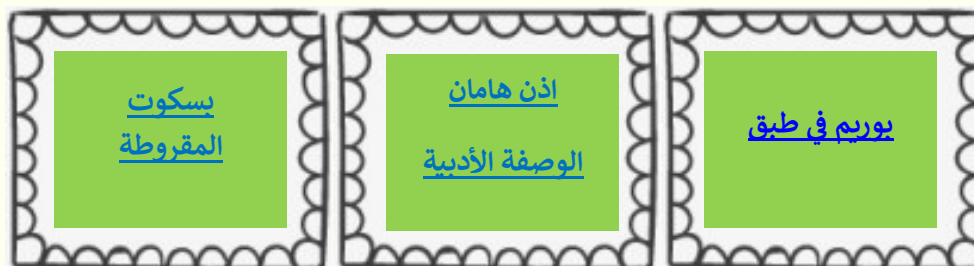 بوريم في طبق
اذن هامان
الوصفة الأدبية
بسكوت
المقروطة